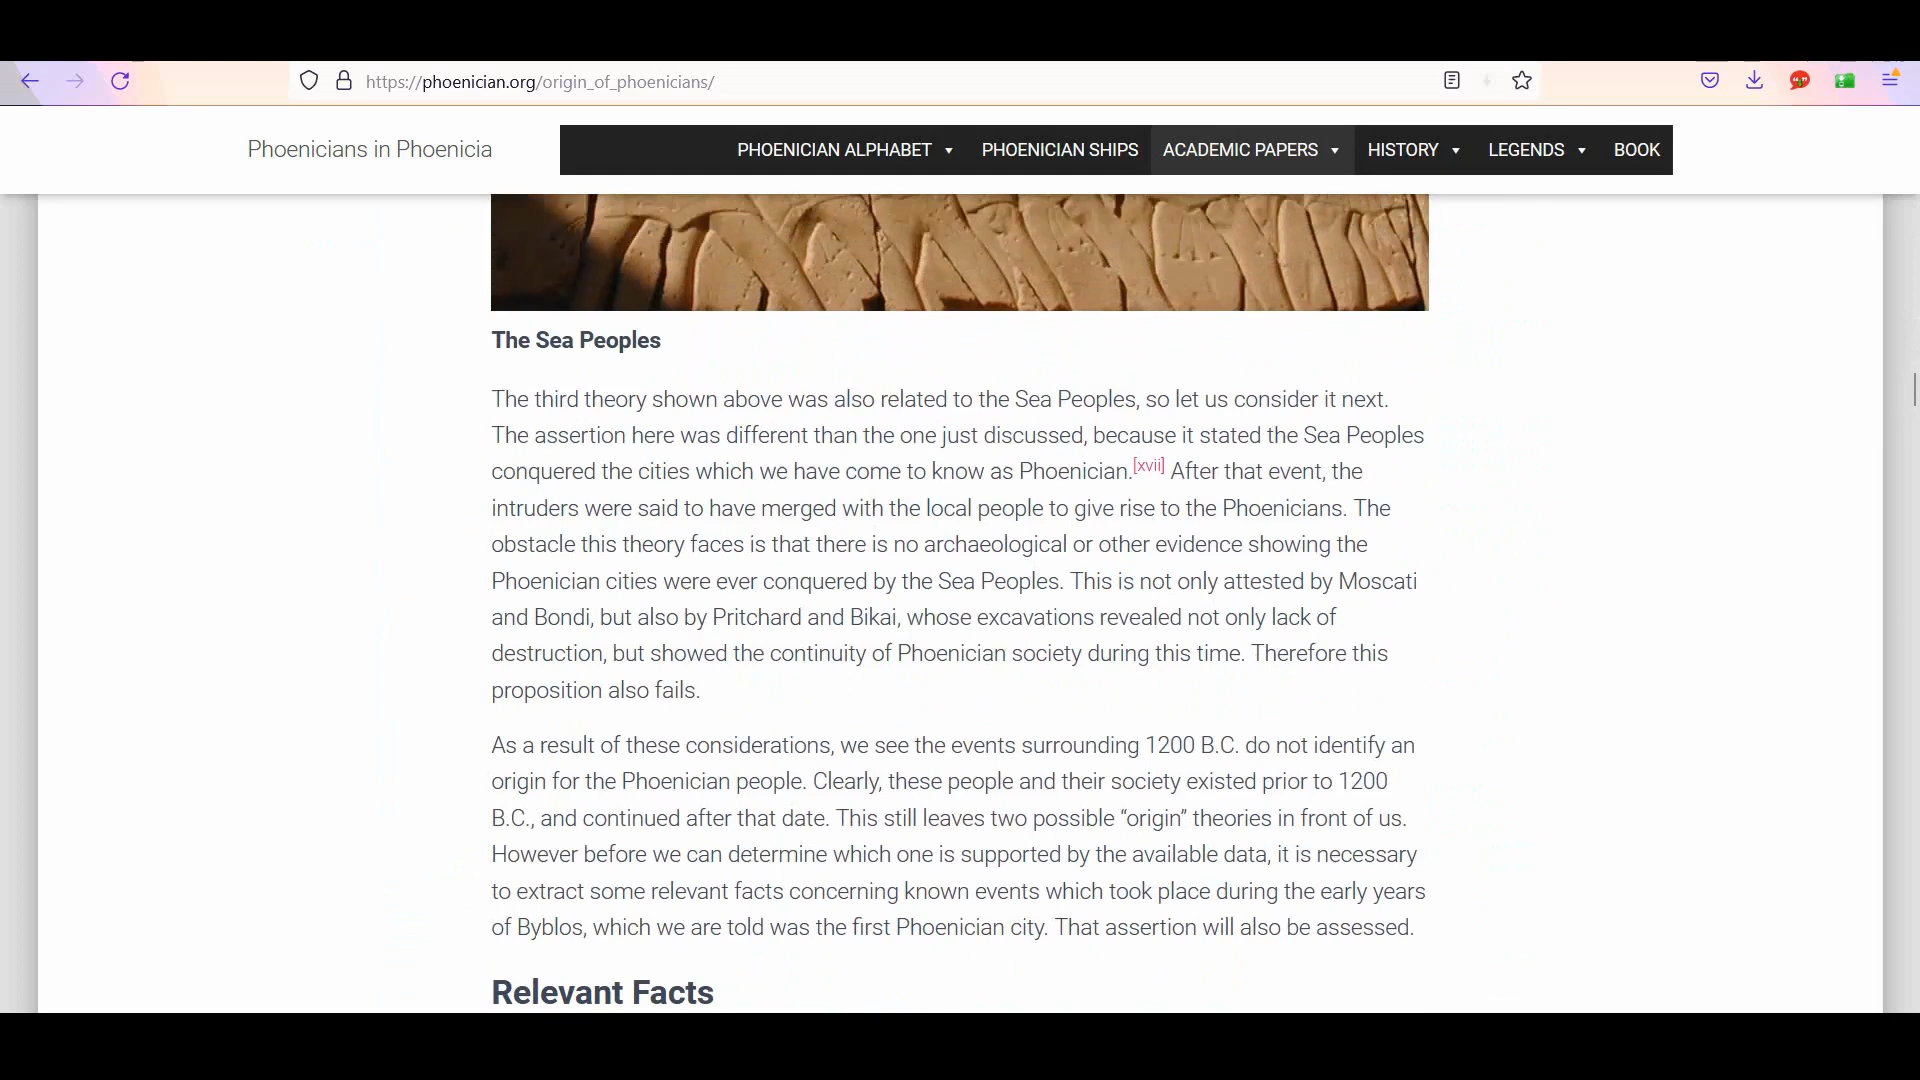 https://phoenician.org/origin_of_phoenicians/
Phoenicians in Phoenicia
PHOENICIAN ALPHABET PHOENICIAN SHIPS ACADEMIC PAPERS HISTORY LEGENDS BOOK
The Sea Peoples
The third theory shown above was also related to the Sea Peoples, so let us consider it next.
The assertion here was different than the one just discussed, because it stated the Sea Peoples
conquered the cities which we have come to know as Phoenician.[xvii] After that event, the
intruders were said to have merged with the local people to give rise to the Phoenicians. The
obstacle this theory faces is that there is no archaeological or other evidence showing the
Phoenician cities were ever conquered by the Sea Peoples. This is not only attested by Moscati
and Bondi, but also by Pritchard and Bikai, whose excavations revealed not only lack of
destruction, but showed the continuity of Phoenician society during this time. Therefore this
proposition also fails.
As a result of these considerations, we see the events surrounding 1200 B.C. do not identify an
origin for the Phoenician people. Clearly, these people and their society existed prior to 1200
B.C., and continued after that date. This still leaves two possible “origin” theories in front of us.
However before we can determine which one is supported by the available data, it is necessary
to extract some relevant facts concerning known events which took place during the early years
of Byblos, which we are told was the first Phoenician city. That assertion will also be assessed.
Relevant Facts